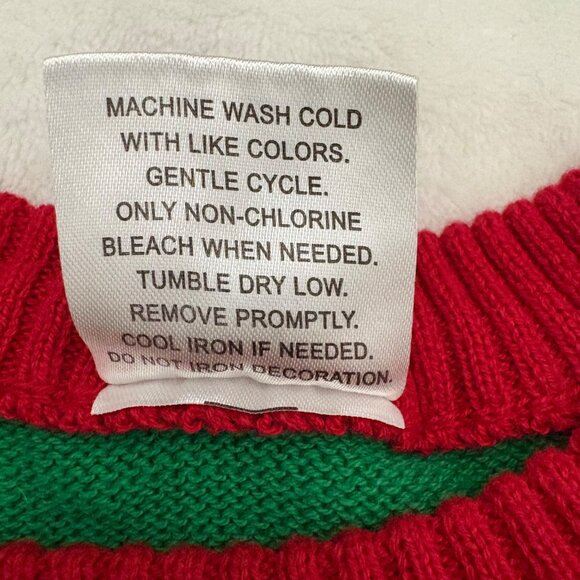 MACHINE WASH COLD
WITH LIKE COLORS.
GENTLE CYCLE.
ONLY NON-CHLORINE
BLEACH WHEN NEEDED.
TUMBLE DRY LOW.
REMOVE PROMPTLY.
COOL IRON IF NEEDED.
DO NOT IRON DECORATION.